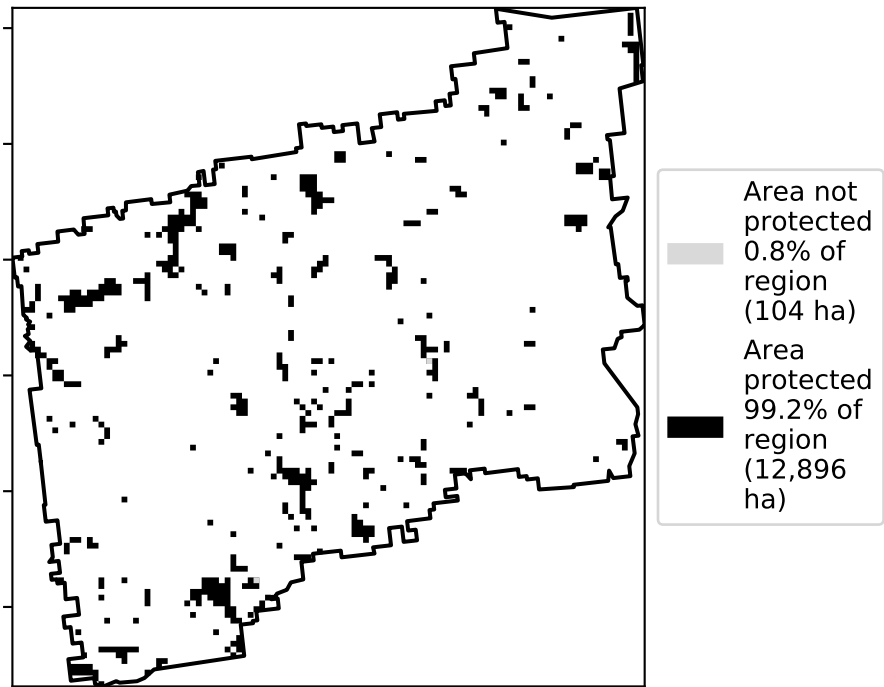 Area not
protected
0.8% of
region
(104 ha)
Area
protected
99.2% of
region
(12,896
ha)